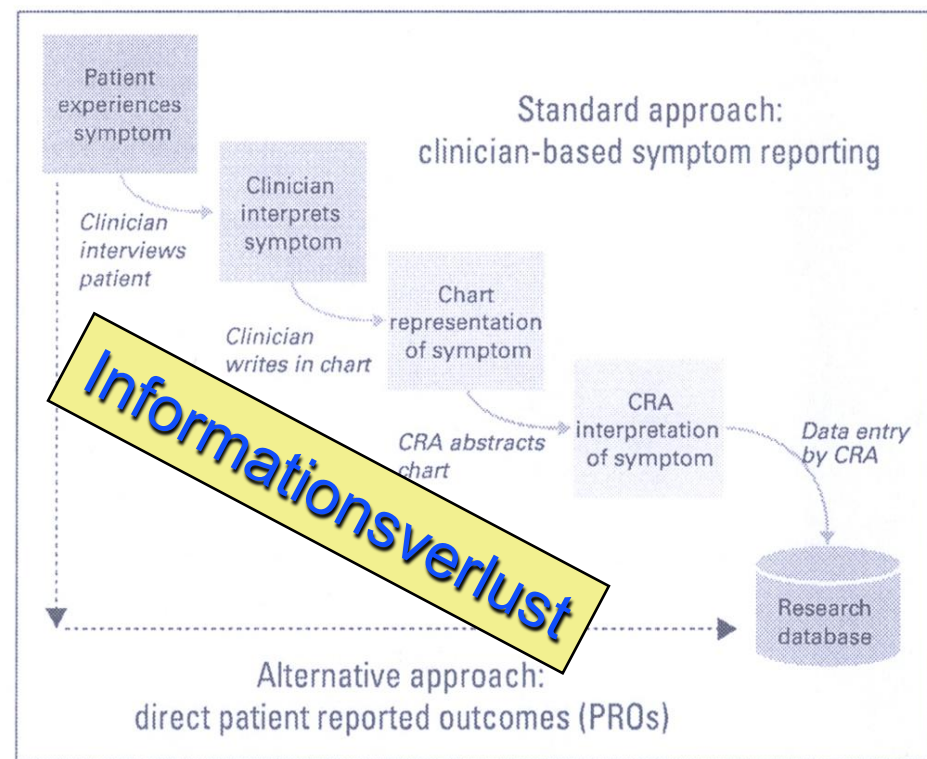 Patient
experiences
symptom
Standard approach:
clinician-based symptom reporting
Clinician
interviews
patient
Clinician
interprets
symptom
Clinician
writes in chart
Chart
representation
of symptom
CRA abstracts
chart
CRA
interpretation
of symptom
Data entry
by CRA
Informationsverlust
Research
database
Alternative approach:
direct patient reported outcomes (PROs)